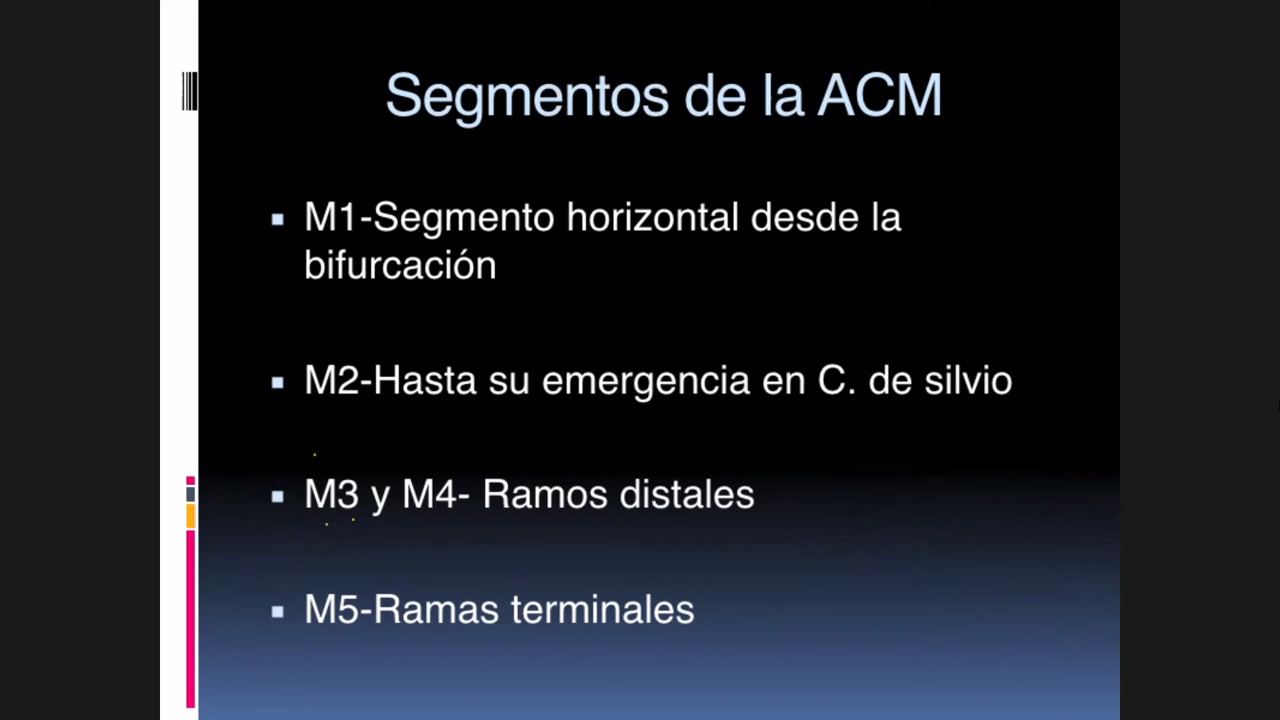 Segmentos de la ACM
M1-Segmento horizontal desde la
bifurcación
M2-Hasta su emergencia en C. de silvio
M3 y M4- Ramos distales
M5-Ramas terminales